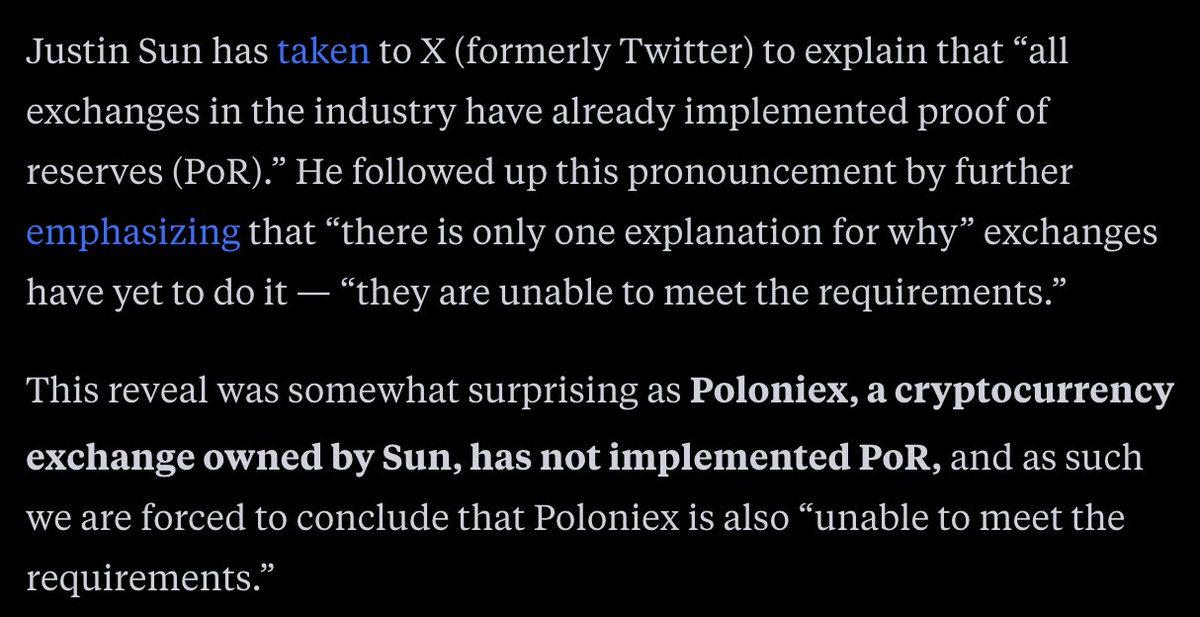 Justin Sun has taken to X (formerly Twitter) to explain that “all
exchanges in the industry have already implemented proof of
reserves (PoR).” He followed up this pronouncement by further
emphasizing that “there is only one explanation for why” exchanges
have yet to do it — “they are unable to meet the requirements.”
This reveal was somewhat surprising as Poloniex, a cryptocurrency
exchange owned by Sun, has not implemented PoR, and as such
we are forced to conclude that Poloniex is also “unable to meet the
requirements.”